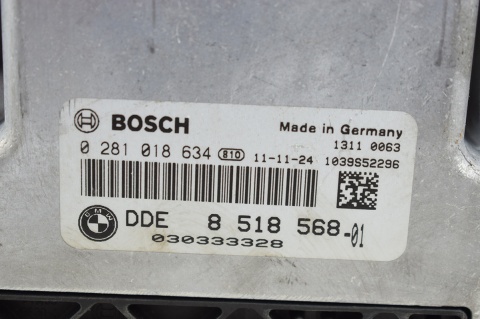 BOSCH Made in Germany
1311 0063
0 281 018 634 810 11-11-24 1039S52296
BMW DDE 8 518 568-01
030333328